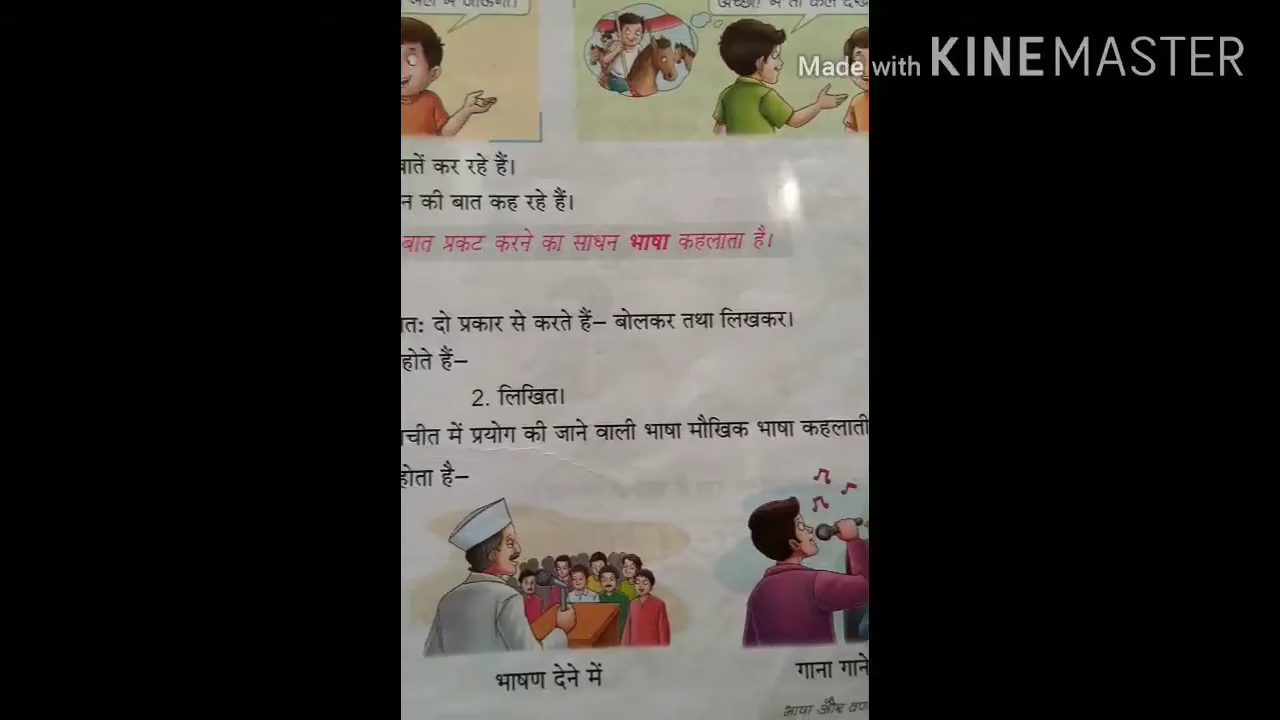 Made with KINEMASTER
बातें कर रहे हैं।
की बात कह रहे हैं।
बात प्रकट करने का साधन भाषा कहलाता है।
दो प्रकार से करते हैं– बोलकर तथा लिखकर।
होते हैं–
2. लिखित।
में प्रयोग की जाने वाली भाषा मौखिक भाषा कहलाती
होता है–
भाषण देने में
गाना गाने
भाषा और